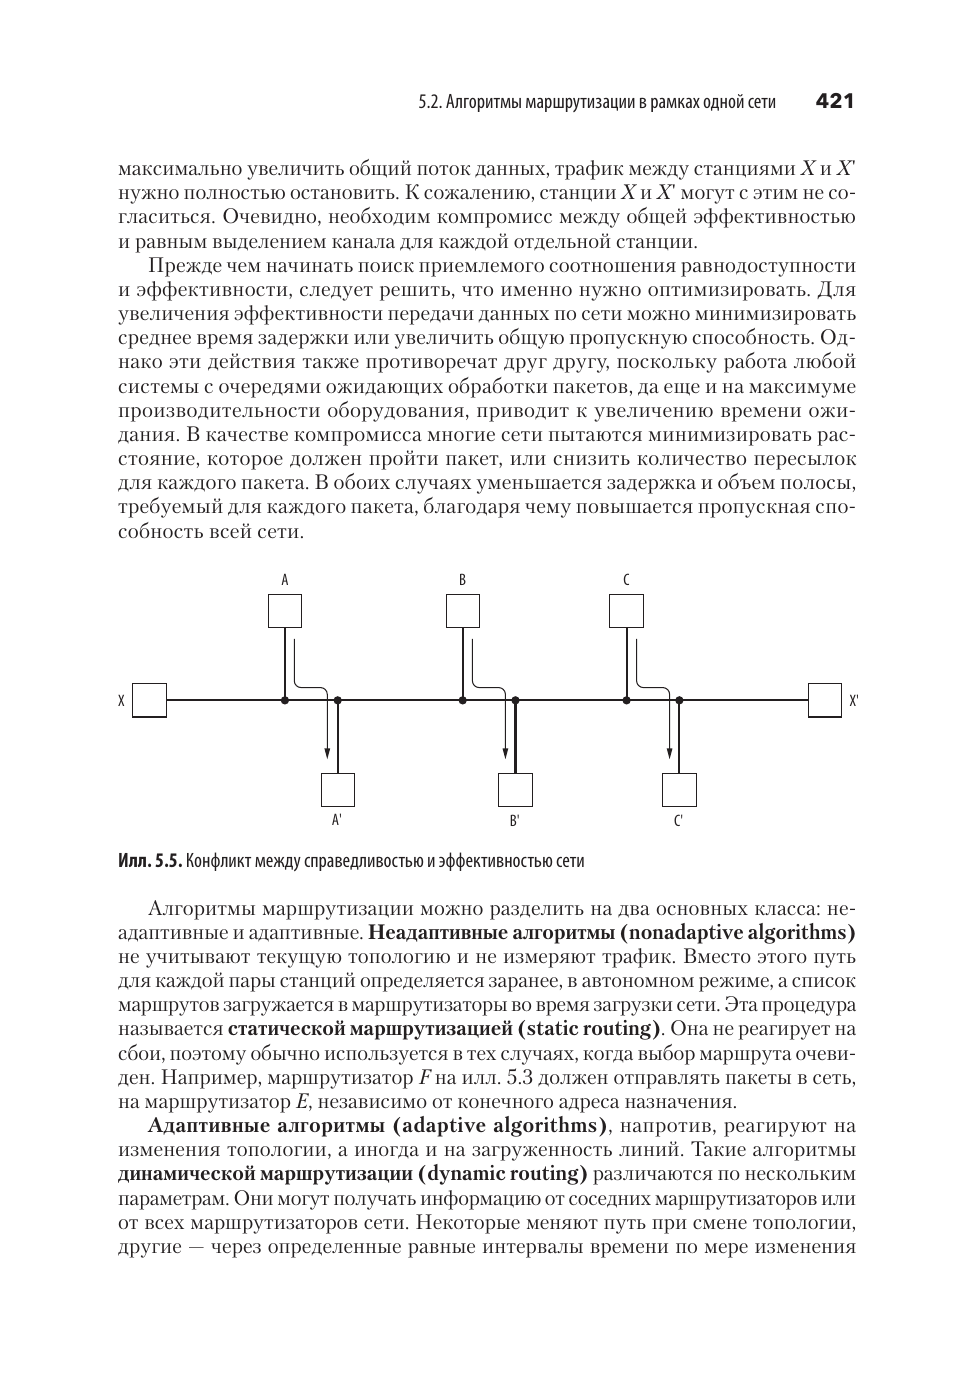 5.2. Алгоритмы маршрутизации в рамках одной сети 421
максимально увеличить общий поток данных, трафик между станциями X и X'
нужно полностью остановить. К сожалению, станции X и X' могут с этим не со-
гласиться. Очевидно, необходим компромисс между общей эффективностью
и равным выделением канала для каждой отдельной станции.
Прежде чем начинать поиск приемлемого соотношения равнодоступности
и эффективности, следует решить, что именно нужно оптимизировать. Для
увеличения эффективности передачи данных по сети можно минимизировать
среднее время задержки или увеличить общую пропускную способность. Од-
нако эти действия также противоречат друг другу, поскольку работа любой
системы с очередями ожидающих обработки пакетов, да еще и на максимуме
производительности оборудования, приводит к увеличению времени ожи-
дания. В качестве компромисса многие сети пытаются минимизировать рас-
стояние, которое должен пройти пакет, или снизить количество пересылок
для каждого пакета. В обоих случаях уменьшается задержка и объем полосы,
требуемый для каждого пакета, благодаря чему повышается пропускная спо-
собность всей сети.
A B C
X X'
A' B' C'
Илл. 5.5. Конфликт между справедливостью и эффективностью сети
Алгоритмы маршрутизации можно разделить на два основных класса: не-
адаптивные и адаптивные. Неадаптивные алгоритмы (nonadaptive algorithms)
не учитывают текущую топологию и не измеряют трафик. Вместо этого путь
для каждой пары станций определяется заранее, в автономном режиме, а список
маршрутов загружается в маршрутизаторы во время загрузки сети. Эта процедура
называется статической маршрутизацией (static routing). Она не реагирует на
сбои, поэтому обычно используется в тех случаях, когда выбор маршрута очеви-
ден. Например, маршрутизатор F на илл. 5.3 должен отправлять пакеты в сеть,
на маршрутизатор E, независимо от конечного адреса назначения.
Адаптивные алгоритмы (adaptive algorithms), напротив, реагируют на
изменения топологии, а иногда и на загруженность линий. Такие алгоритмы
динамической маршрутизации (dynamic routing) различаются по нескольким
параметрам. Они могут получать информацию от соседних маршрутизаторов или
от всех маршрутизаторов сети. Некоторые меняют путь при смене топологии,
другие — через определенные равные интервалы времени по мере изменения